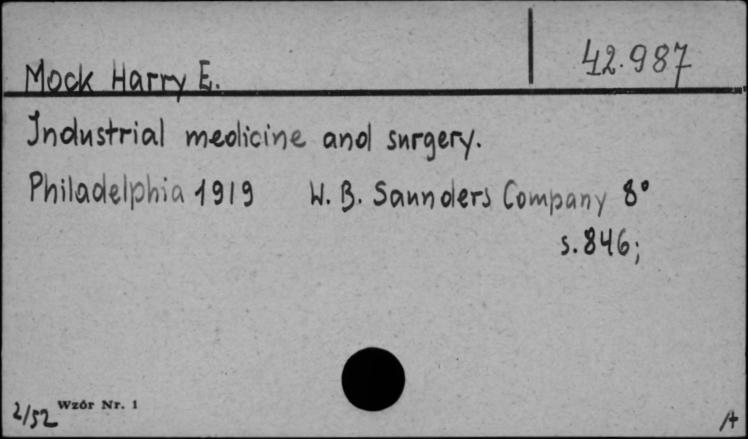 Mock Harry E.
42.987
Industrial medicine and surgery.
Philadelphia 1919 W. B. Saunders Company 8°
s. 846;
2/52 Wzór Nr. 1
A